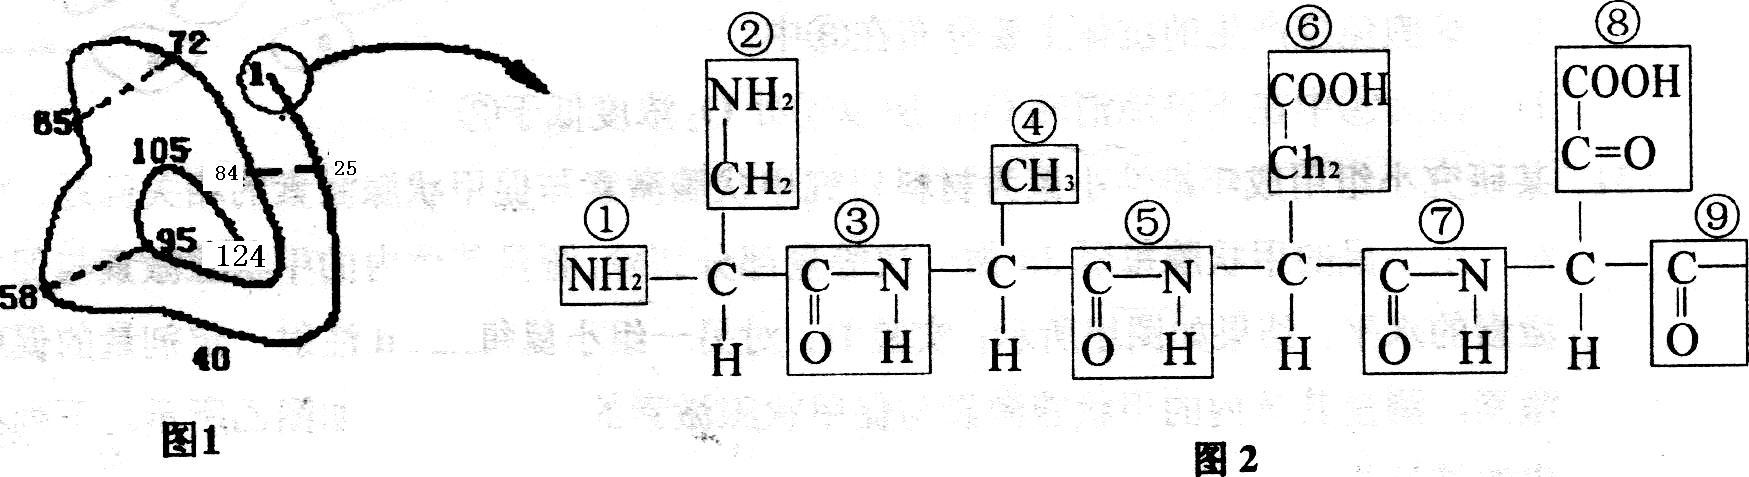 72
1
85
105
84
25
95
124
58
40
图1
① NH₂
② NH₂ CH₂
③ C N O H
④ CH₃
⑤ C N O H
⑥ COOH Ch₂
⑦ C N O H
⑧ COOH C=O
⑨ C O
C C C C
H H H H
图 2